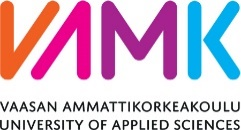 VAMK
VAASAN AMMATTIKORKEAKOULU
UNIVERSITY OF APPLIED SCIENCES